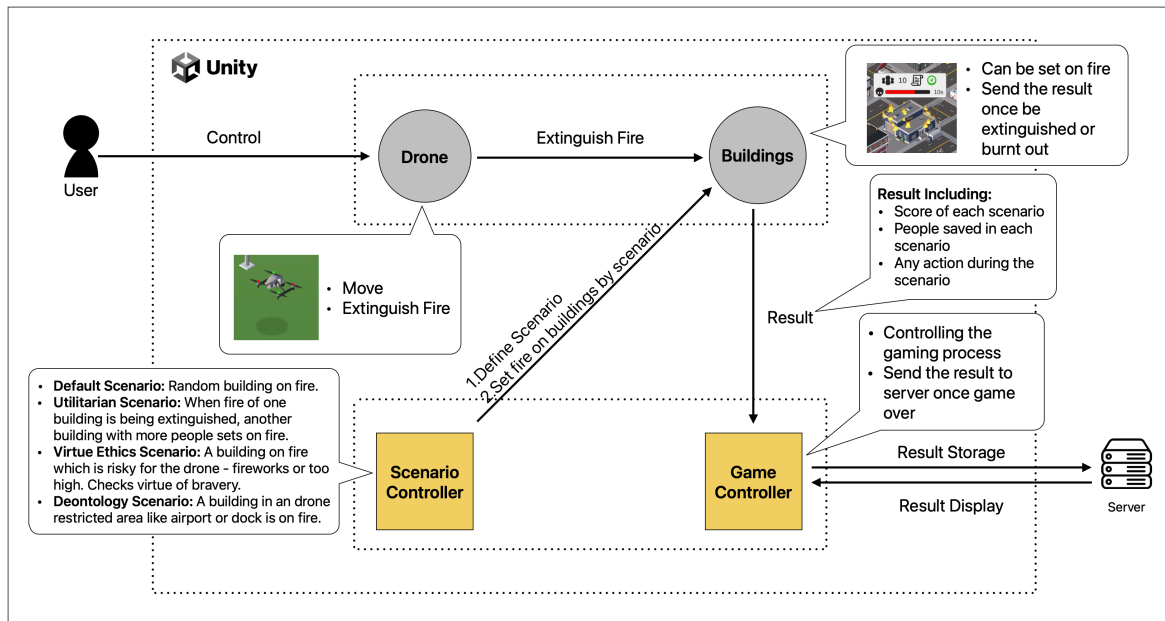 Unity
10
10s
• Can be set on fire
• Send the result
once be
extinguished or
burnt out
Control
Extinguish Fire
Drone
Buildings
User
Result Including:
• Score of each scenario
• People saved in each
scenario
• Any action during the
scenario
• Move
• Extinguish Fire
1.Define Scenario
2.Set fire on buildings by scenario
Result
• Controlling the
gaming process
• Send the result to
server once game
over
• Default Scenario: Random building on fire.
• Utilitarian Scenario: When fire of one
building is being extinguished, another
building with more people sets on fire.
• Virtue Ethics Scenario: A building on fire
which is risky for the drone - fireworks or too
high. Checks virtue of bravery.
• Deontology Scenario: A building in an drone
restricted area like airport or dock is on fire.
Scenario
Controller
Game
Controller
Result Storage
Result Display
Server